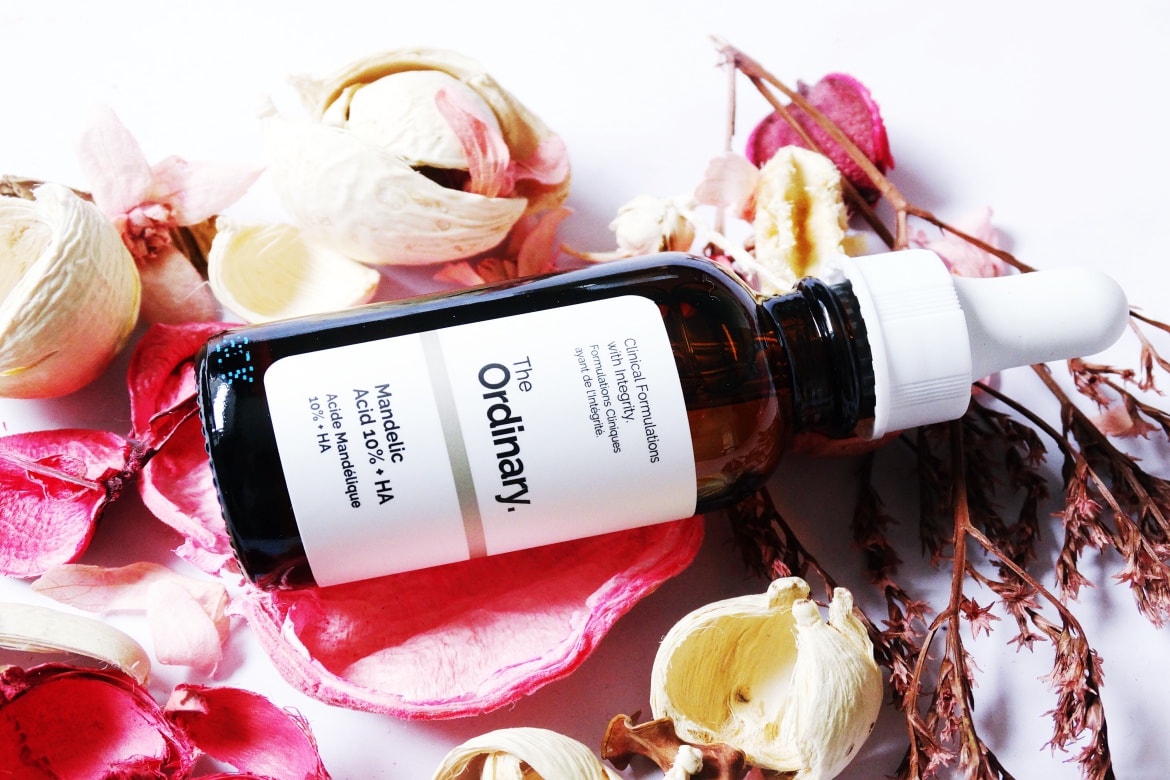 The
Ordinary.
Clinical Formulations
with Integrity.
Formulations Cliniques
ayant de l'Intégrité.
Mandelic
Acid 10% + HA
Acide Mandélique
10% + HA